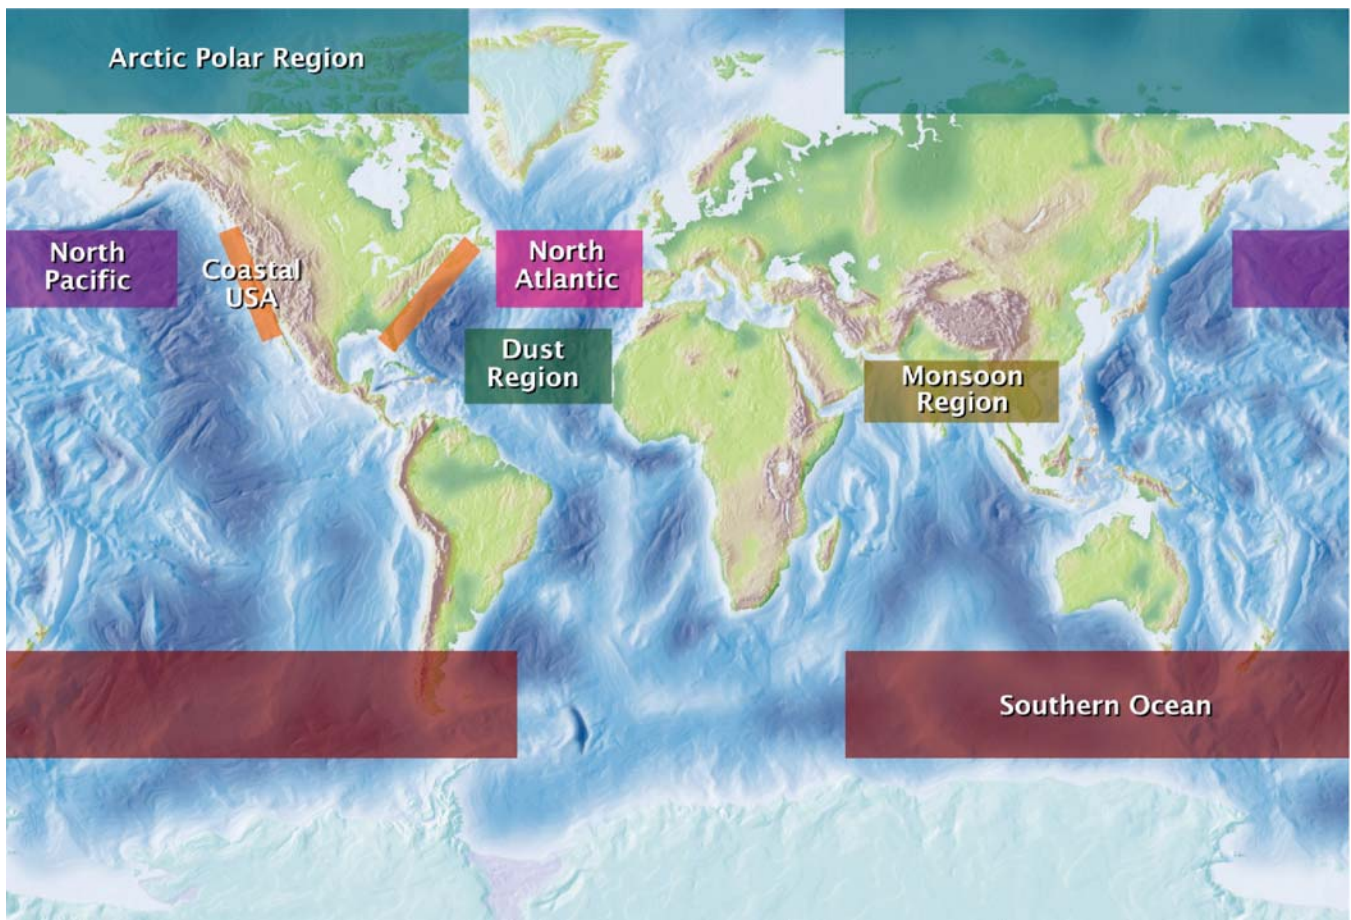 Arctic Polar Region
North
Pacific
Coastal
USA
North
Atlantic
Dust
Region
Monsoon
Region
Southern Ocean